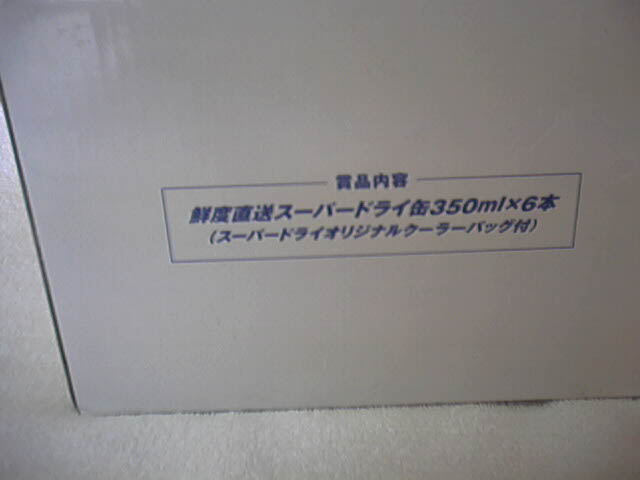 賞品内容
鮮度直送スーパードライ缶350ml×6本
(スーパードライオリジナルクーラーバッグ付)